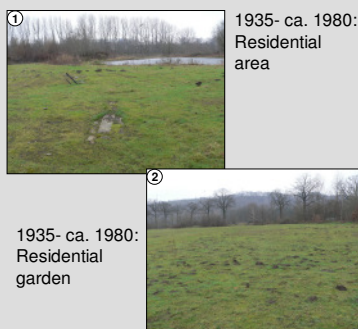 1
1935- ca. 1980:
Residential
area
2
1935- ca. 1980:
Residential
garden